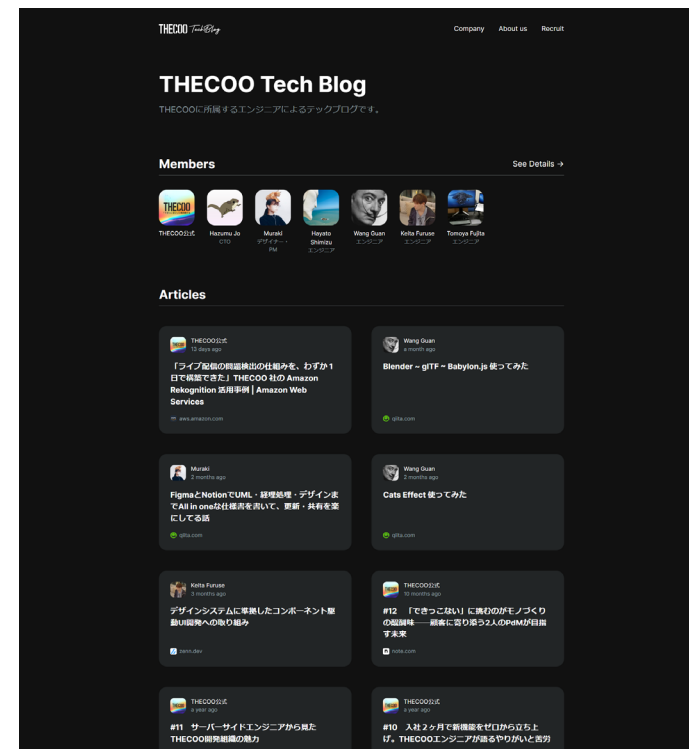 THECOO Tech Blog
Company
About us
Recruit
THECOO Tech Blog
THECOOに所属するエンジニアによるテックブログです。
Members
See Details →
THECOO
THECOO公式
Hazumu Jo
CTO
Muraki
デザイナー・
PM
Hayato
Shimizu
エンジニア
Wang Guan
エンジニア
Keita Furuse
エンジニア
Tomoya Fujita
エンジニア
Articles
THECOO公式
13 days ago
「ライブ配信の問題検出の仕組みを、わずか 1
日で構築できた」THECOO 社の Amazon
Rekognition 活用事例 | Amazon Web
Services
aws.amazon.com
Wang Guan
a month ago
Blender ~ glTF ~ Babylon.js 使ってみた
qiita.com
Muraki
2 months ago
FigmaとNotionでUML・経理処理・デザインま
でAll in oneな仕様書を書いて、更新・共有を楽
にしてる話
qiita.com
Wang Guan
2 months ago
Cats Effect 使ってみた
qiita.com
Keita Furuse
3 months ago
デザインシステムに準拠したコンポーネント駆
動UI開発への取り組み
zenn.dev
THECOO公式
10 months ago
#12 「できっこない」に挑むのがモノづくり
の醍醐味――顧客に寄り添う2人のPdMが目指
す未来
note.com
THECOO公式
a year ago
#11 サーバーサイドエンジニアから見た
THECOO開発組織の魅力
THECOO公式
a year ago
#10 入社2ヶ月で新機能をゼロから立ち上
げ。THECOOエンジニアが語るやりがいと苦労